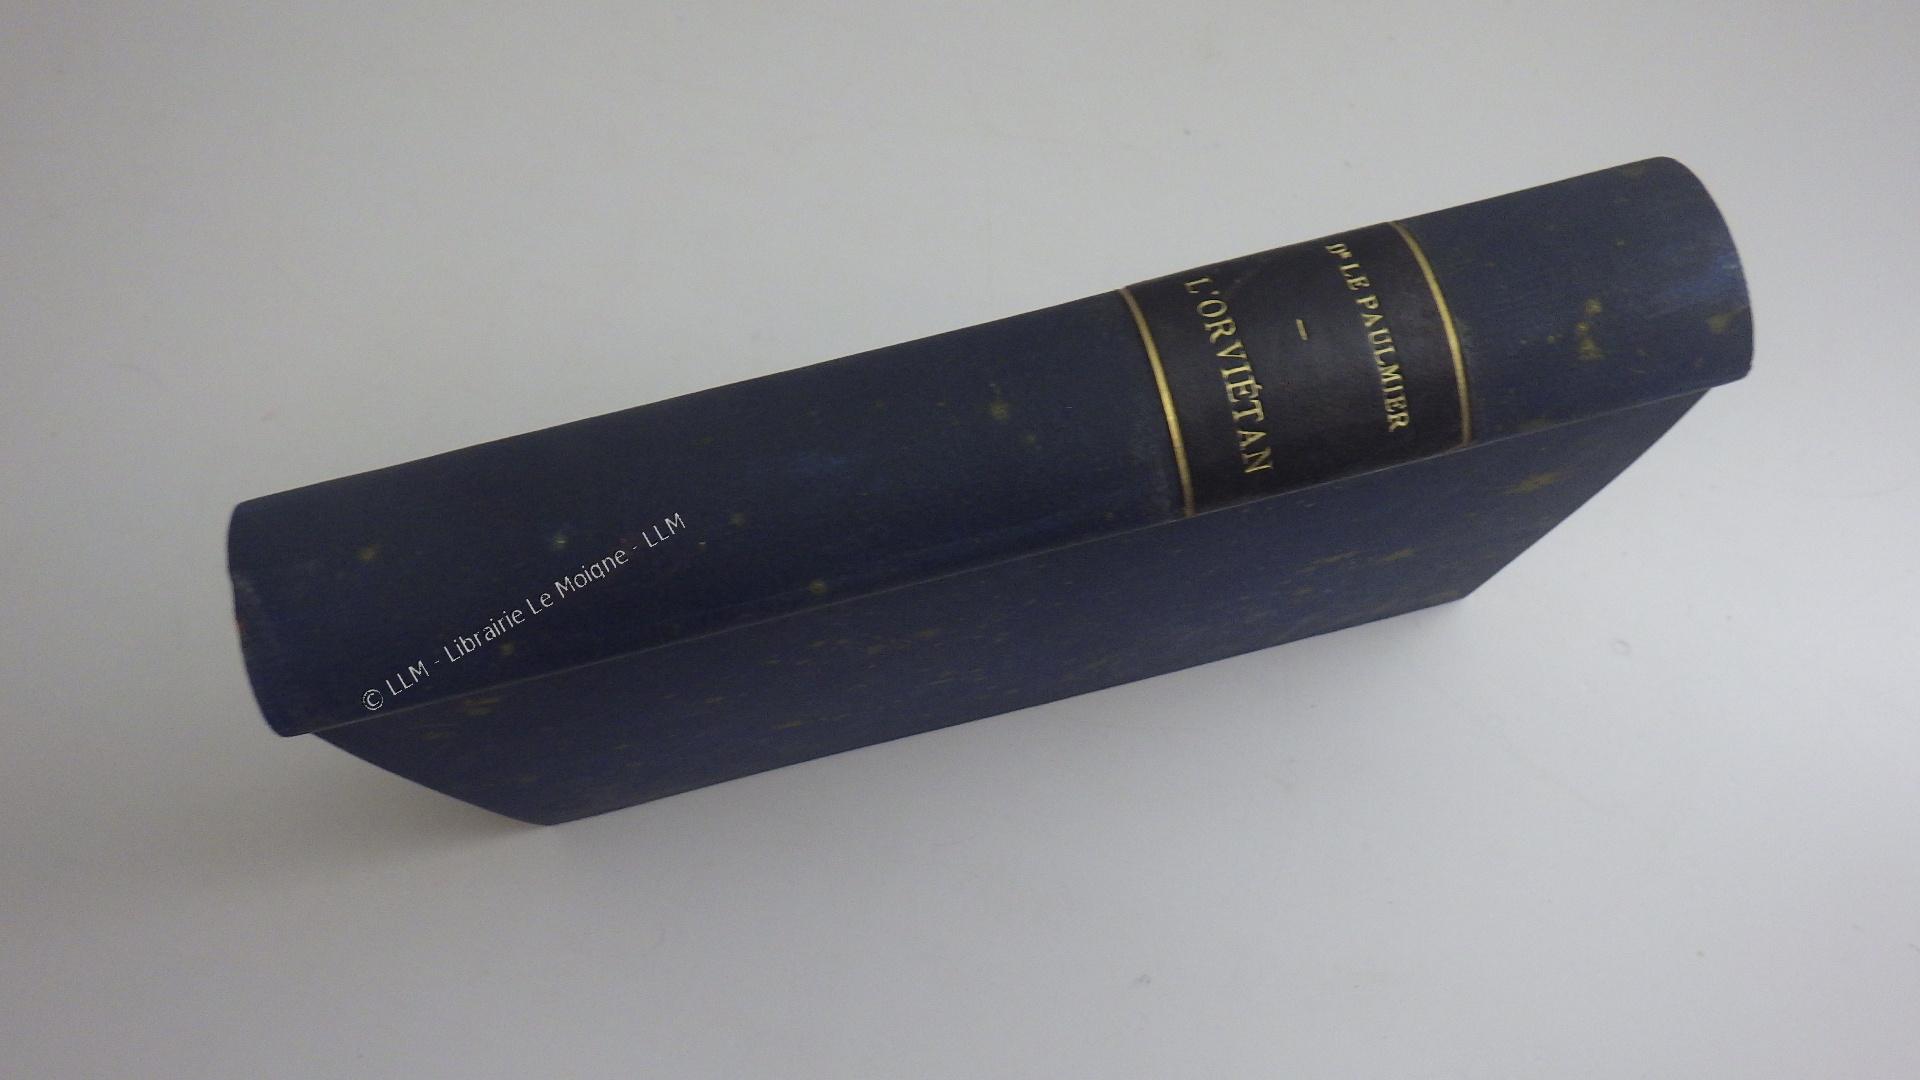 Dʳ LE PAULMIER
–
L'ORVIÉTAN
© LLM - Librairie Le Moigne - LLM